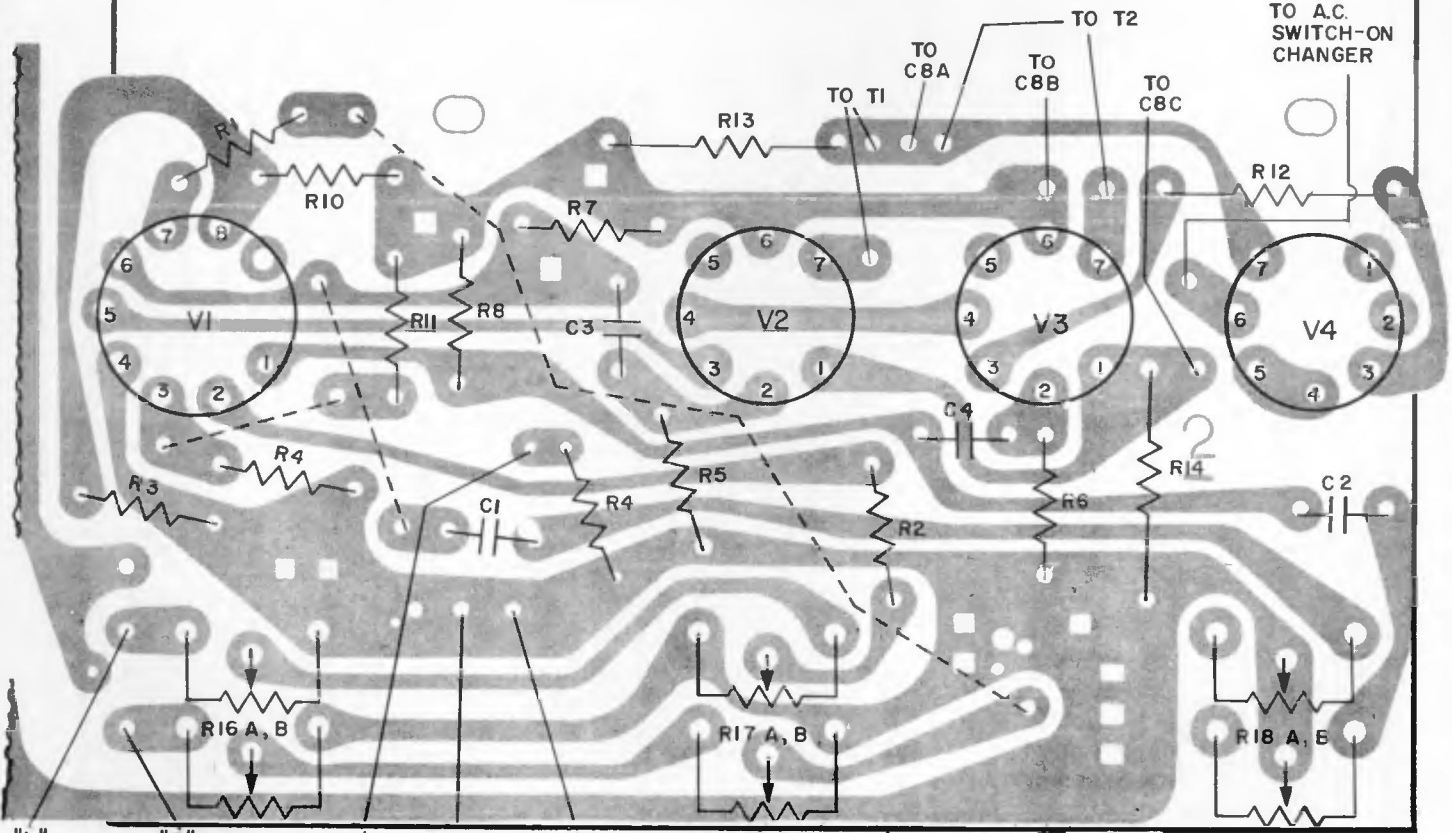 TO A.C.
SWITCH-ON
CHANGER
TO T2
TO
C8A
TO
C8B
TO
C8C
TO T1
R1
R13
R12
R10
R7
7 8
6
5
4
3 2
1
V1
R11
R8
C3
5 6 7
4
3 2 1
V2
5 6 7
4
3 2 1
V3
7 1
6 2
5 4 3
V4
C4
2
R14
R4
R3
C1
R4
R5
R2
R6
C2
R16 A, B
R17 A, B
R18 A, B